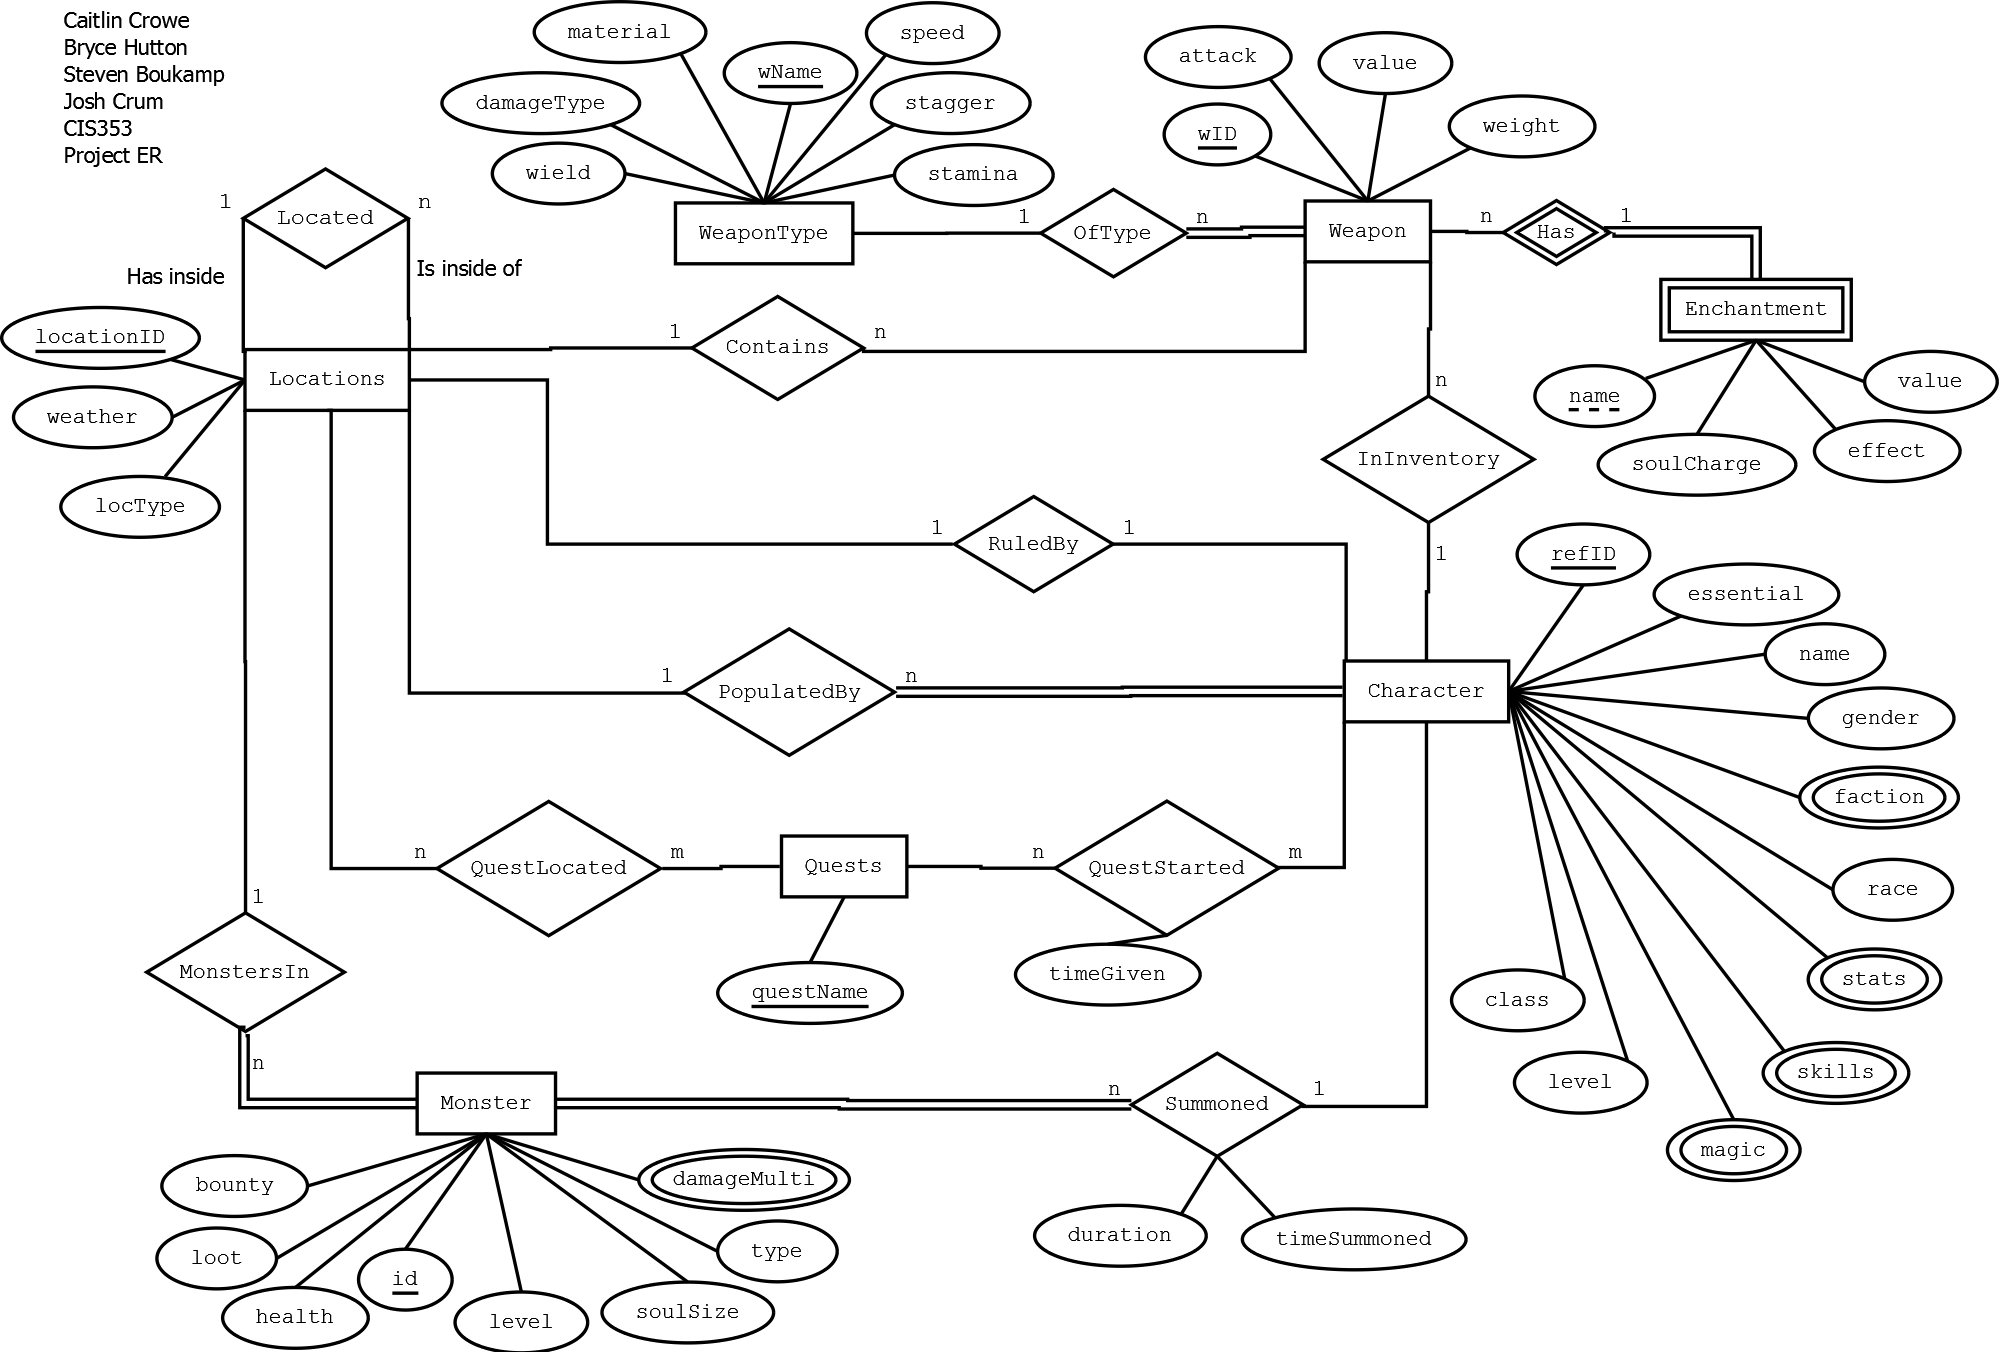 Caitlin Crowe
Bryce Hutton
Steven Boukamp
Josh Crum
CIS353
Project ER
material
speed
wName
damageType
stagger
wield
stamina
attack
value
wID
weight
1
Located
n
Has inside
Is inside of
WeaponType
1
OfType
n
Weapon
n
Has
1
Enchantment
name
value
soulCharge
effect
locationID
weather
locType
Locations
1
Contains
n
n
InInventory
1
1
RuledBy
1
refID
essential
name
gender
faction
race
stats
skills
magic
level
class
1
PopulatedBy
n
Character
n
QuestLocated
m
Quests
n
QuestStarted
m
questName
timeGiven
1
MonstersIn
n
Monster
n
Summoned
1
duration
timeSummoned
bounty
damageMulti
loot
type
health
id
level
soulSize